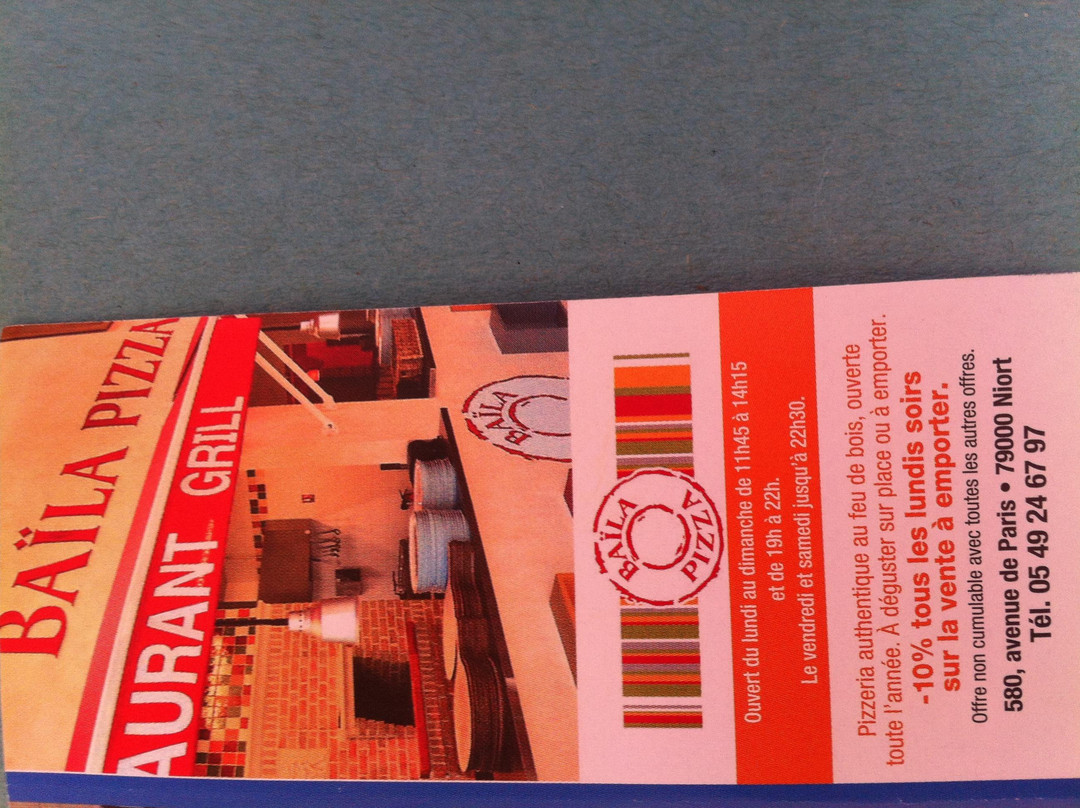 BAÏLA PIZZA
AURANT GRILL
BAÏLA
BAÏLA
PIZZA
Ouvert du lundi au dimanche de 11h45 à 14h15
et de 19h à 22h.
Le vendredi et samedi jusqu'à 22h30.
Pizzeria authentique au feu de bois, ouverte
toute l'année. À déguster sur place ou à emporter.
-10% tous les lundis soirs
sur la vente à emporter.
Offre non cumulable avec toutes les autres offres.
580, avenue de Paris • 79000 Niort
Tél. 05 49 24 67 97